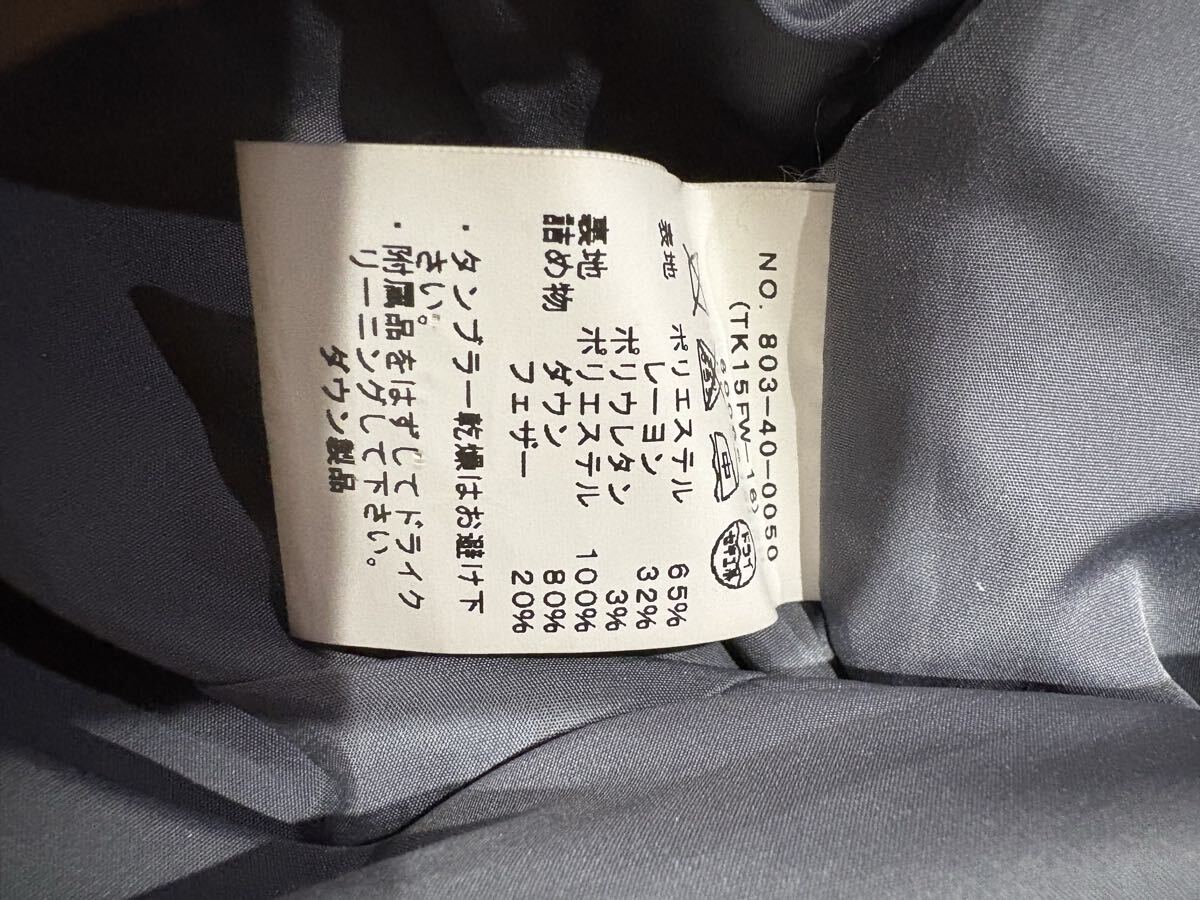 NO. 803-40-0050
(TK15FW-18)
中 ドライ
表地 ポリエステル 65%
レーヨン 32%
ポリウレタン 3%
裏地 ポリエステル 100%
詰め物 ダウン 80%
フェザー 20%
・タンブラー乾燥はお避け下
さい。
・附属品をはずしてドライク
リーニングして下さい。
ダウン製品